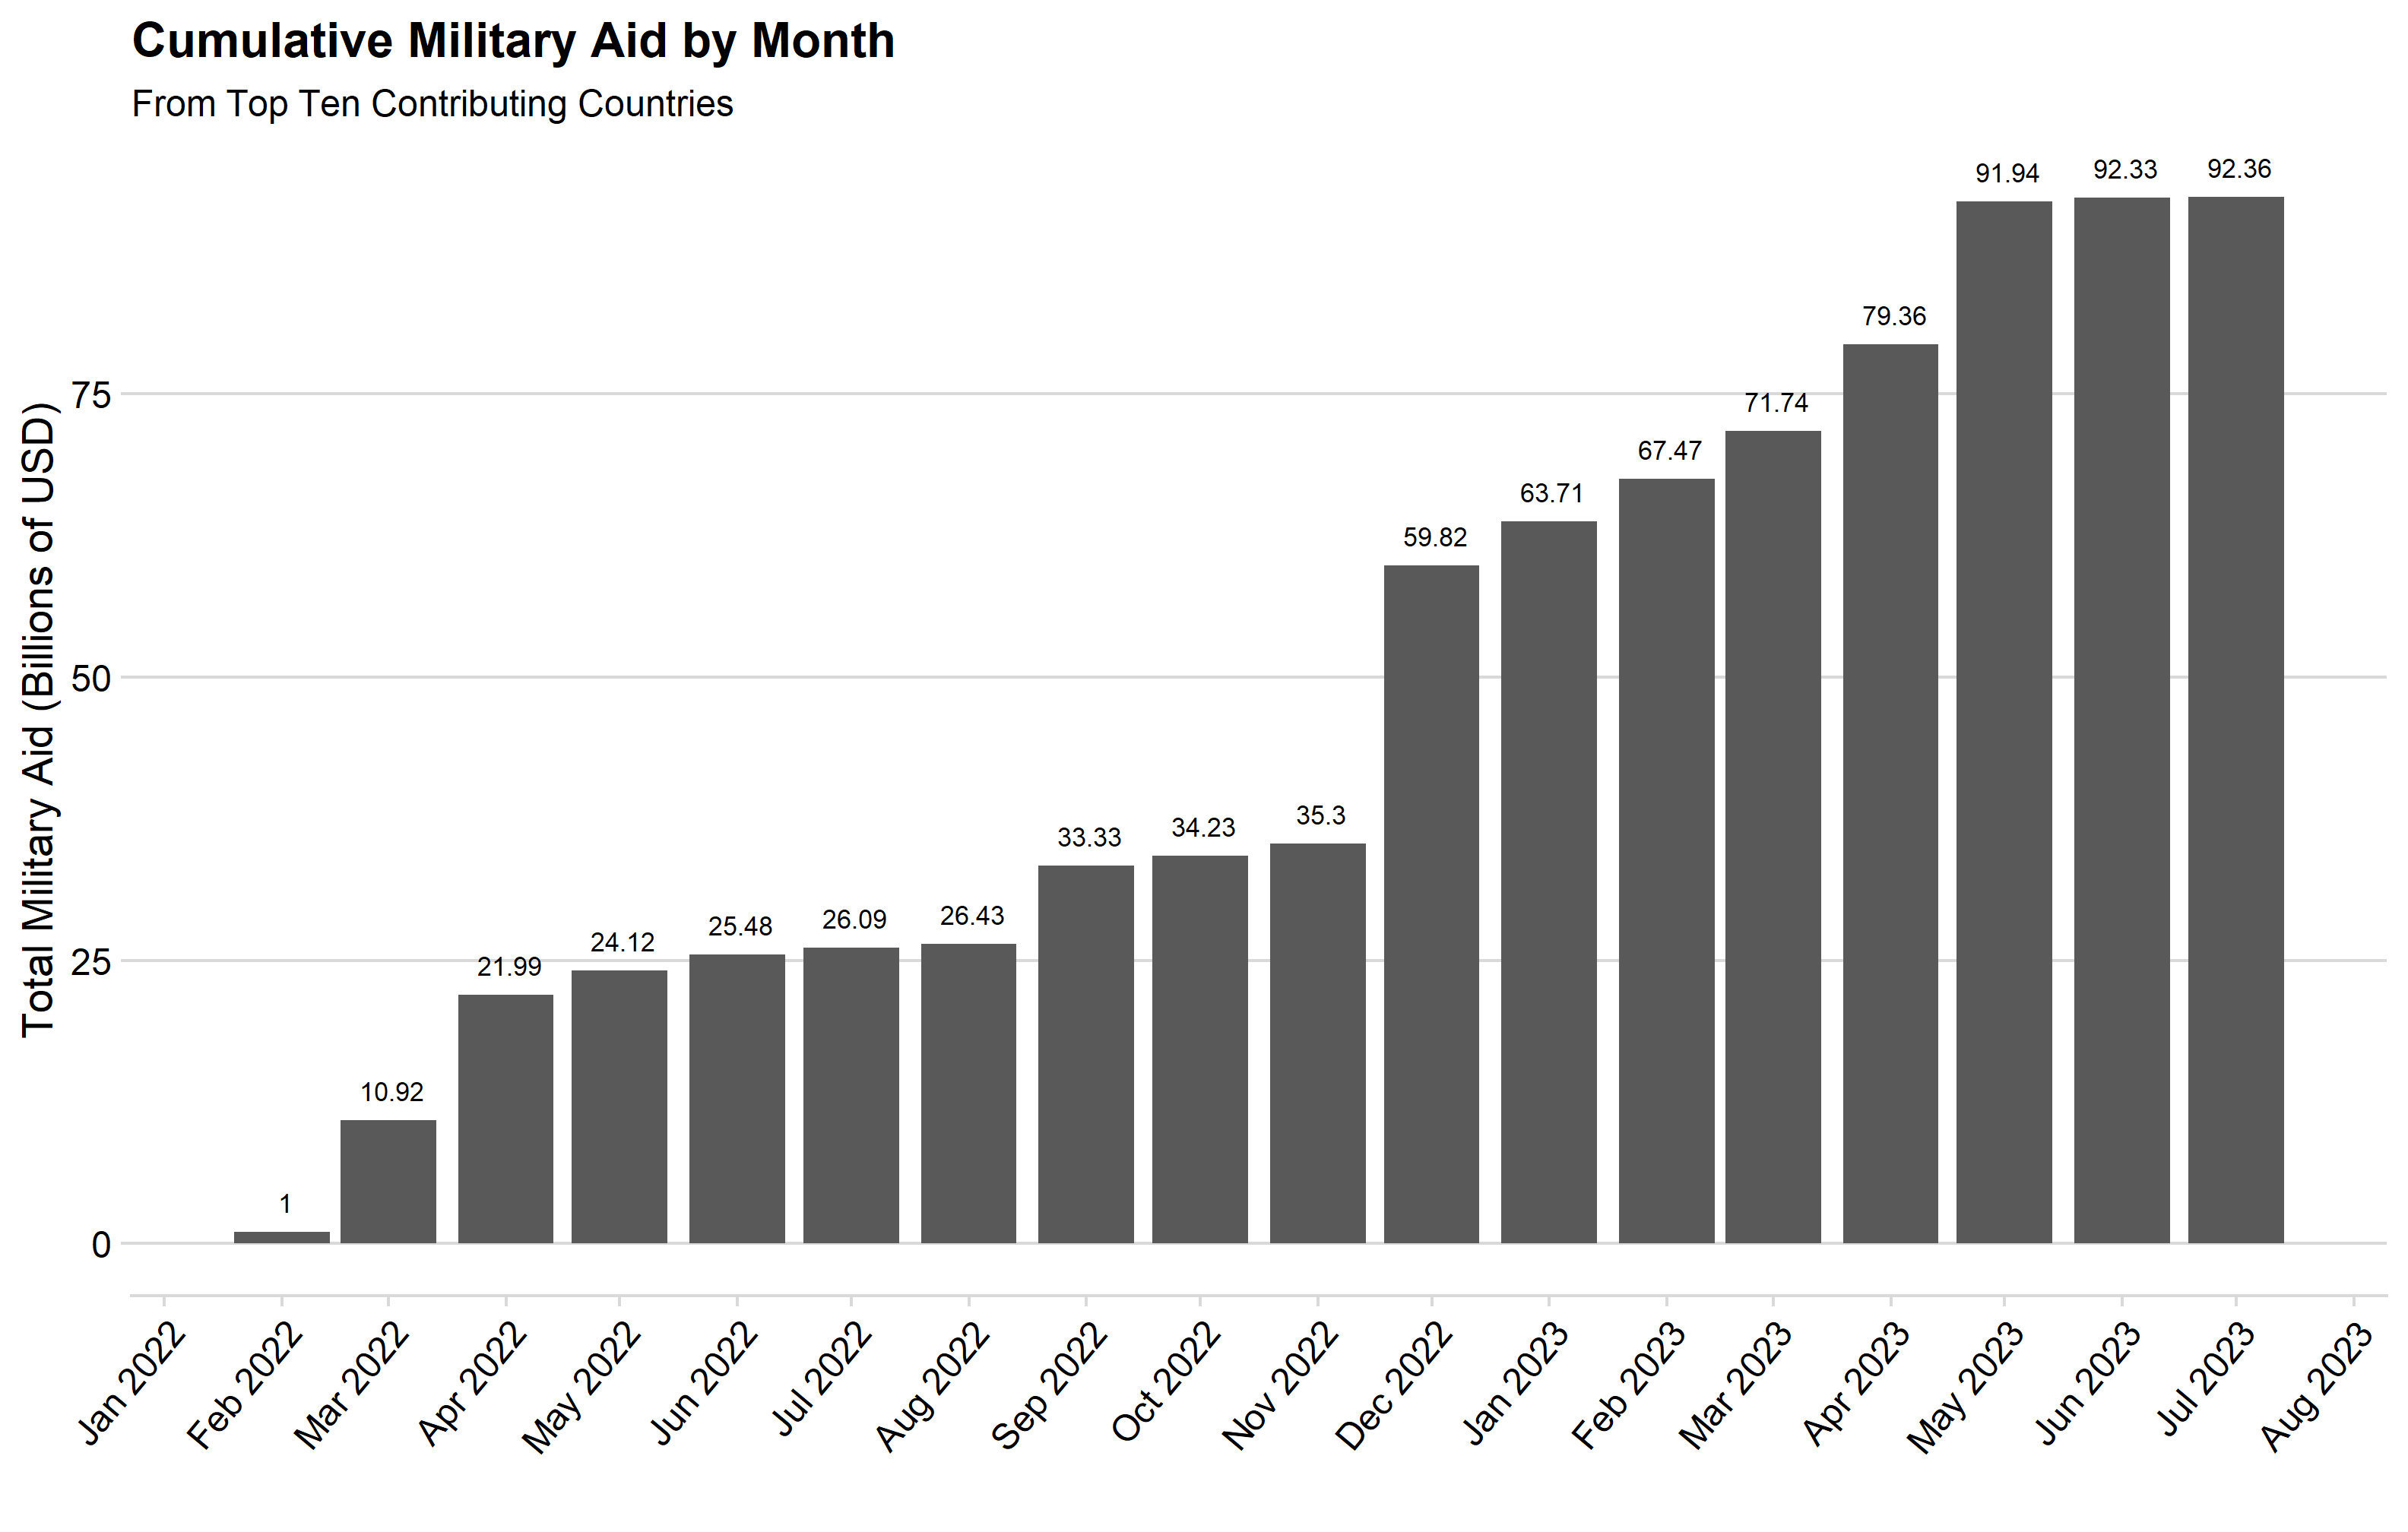 Cumulative Military Aid by Month
From Top Ten Contributing Countries
Total Military Aid (Billions of USD)
75
50
25
0
1
10.92
21.99
24.12
25.48
26.09
26.43
33.33
34.23
35.3
59.82
63.71
67.47
71.74
79.36
91.94
92.33
92.36
Jan 2022
Feb 2022
Mar 2022
Apr 2022
May 2022
Jun 2022
Jul 2022
Aug 2022
Sep 2022
Oct 2022
Nov 2022
Dec 2022
Jan 2023
Feb 2023
Mar 2023
Apr 2023
May 2023
Jun 2023
Jul 2023
Aug 2023